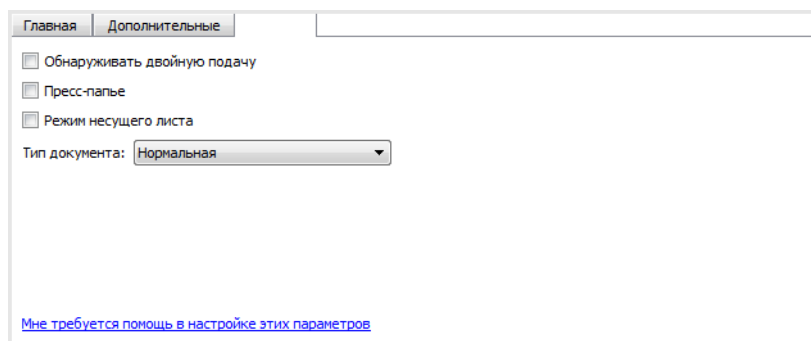 Главная Дополнительные
Обнаруживать двойную подачу
Пресс-папье
Режим несущего листа
Тип документа: Нормальная
Мне требуется помощь в настройке этих параметров